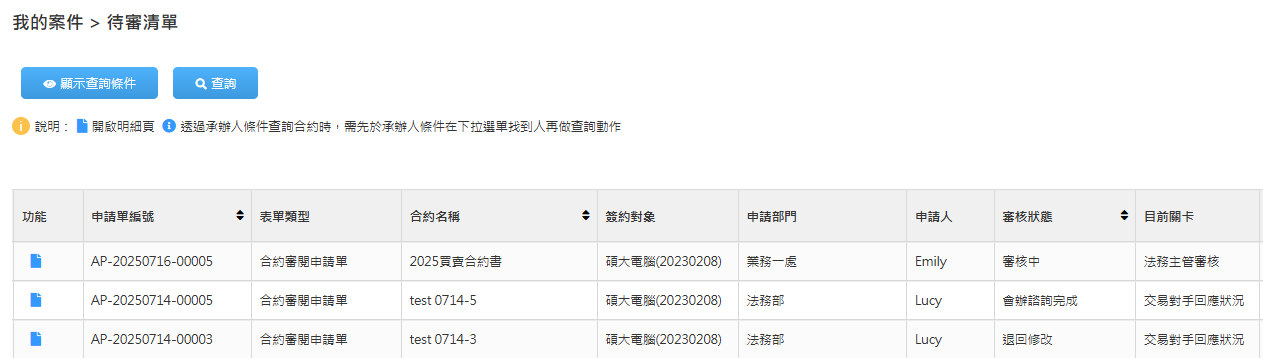 我的案件 > 待審清單
顯示查詢條件 查詢
說明： 開啟明細頁 透過承辦人條件查詢合約時，需先於承辦人條件在下拉選單找到人再做查詢動作
功能 申請單編號 表單類型 合約名稱 簽約對象 申請部門 申請人 審核狀態 目前關卡
AP-20250716-00005 合約審閱申請單 2025買賣合約書 碩大電腦(20230208) 業務一處 Emily 審核中 法務主管審核
AP-20250714-00005 合約審閱申請單 test 0714-5 碩大電腦(20230208) 法務部 Lucy 會辦諮詢完成 交易對手回應狀況
AP-20250714-00003 合約審閱申請單 test 0714-3 碩大電腦(20230208) 法務部 Lucy 退回修改 交易對手回應狀況